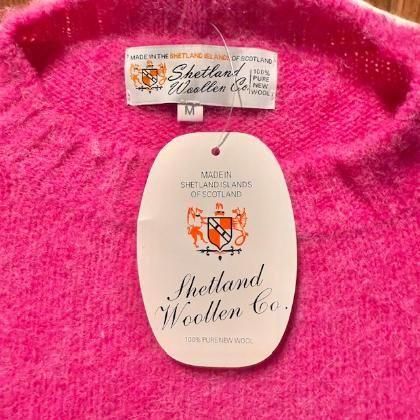 MADE IN THE SHETLAND ISLANDS OF SCOTLAND
Shetland
Woollen Co.
100%
PURE
NEW
WOOL
M
MADE IN
SHETLAND ISLANDS
OF SCOTLAND
Shetland
Woollen Co.
100% PURE NEW WOOL